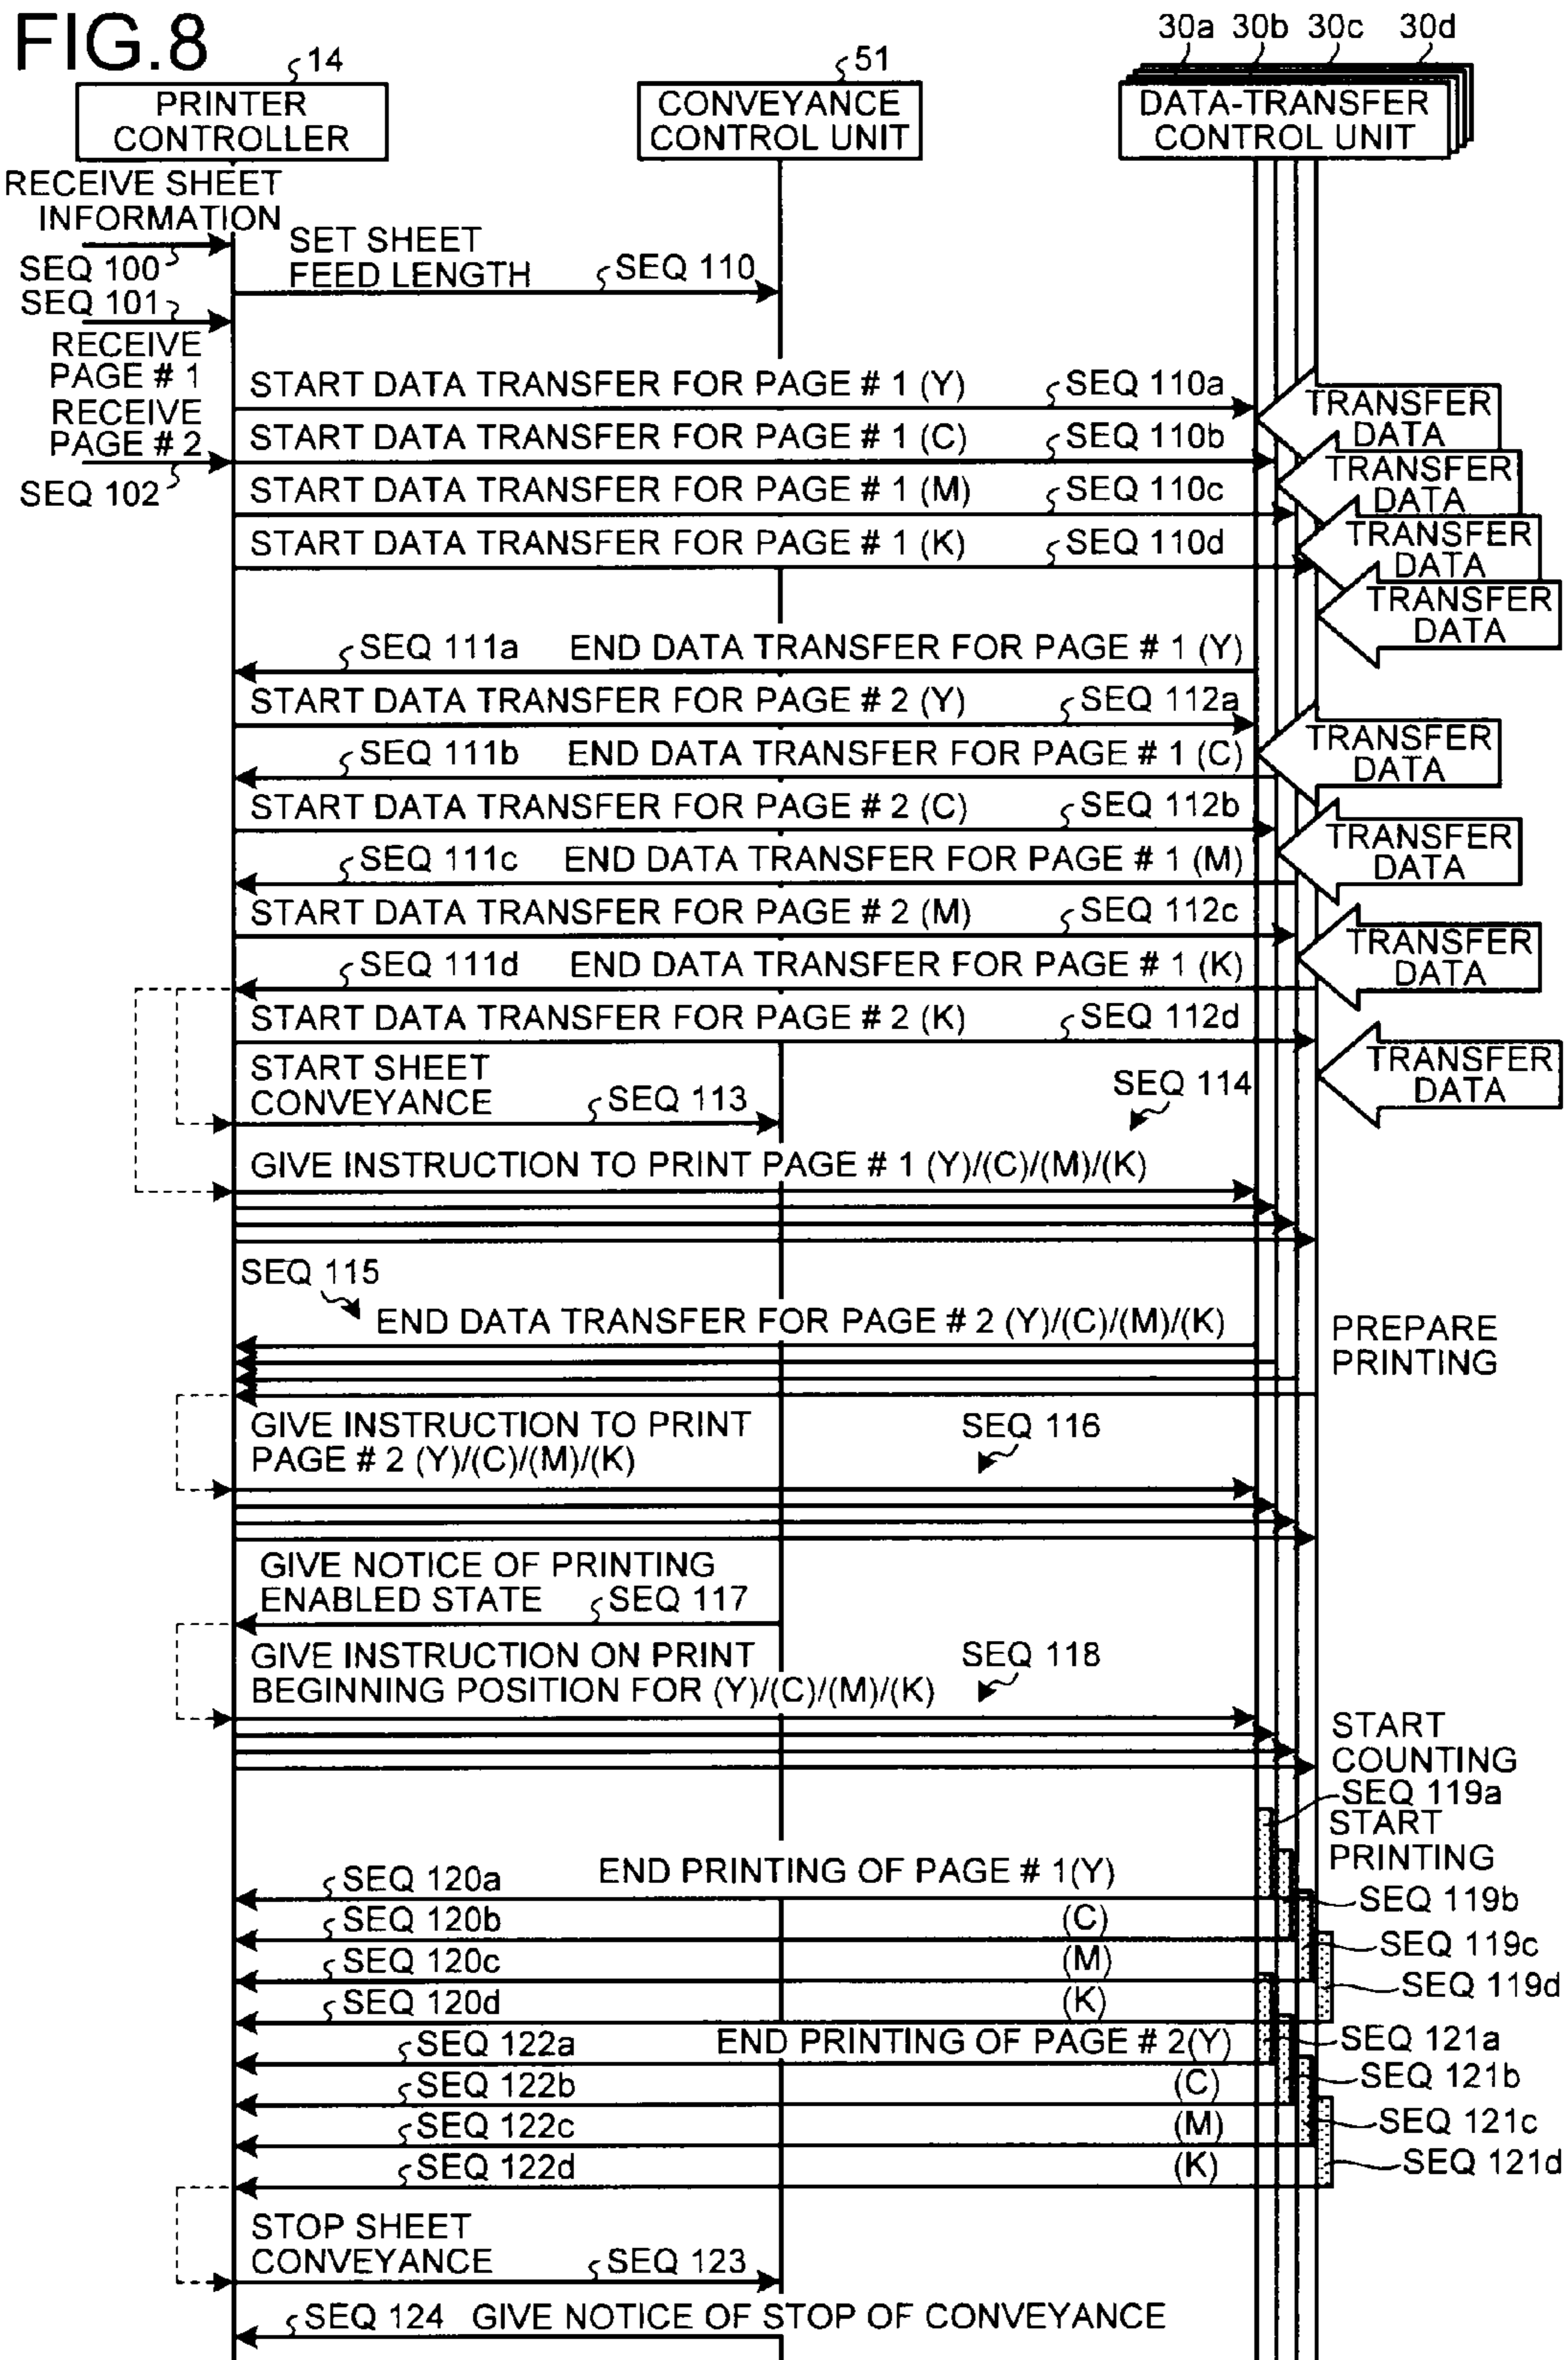 FIG.8
14
51
30a 30b 30c 30d
PRINTER
CONTROLLER
CONVEYANCE
CONTROL UNIT
DATA-TRANSFER
CONTROL UNIT
RECEIVE SHEET
INFORMATION
SEQ 100
SET SHEET
FEED LENGTH
SEQ 110
SEQ 101
RECEIVE
PAGE # 1
START DATA TRANSFER FOR PAGE # 1 (Y)
SEQ 110a
TRANSFER
DATA
RECEIVE
PAGE # 2
SEQ 102
START DATA TRANSFER FOR PAGE # 1 (C)
SEQ 110b
TRANSFER
DATA
START DATA TRANSFER FOR PAGE # 1 (M)
SEQ 110c
TRANSFER
DATA
START DATA TRANSFER FOR PAGE # 1 (K)
SEQ 110d
TRANSFER
DATA
SEQ 111a
END DATA TRANSFER FOR PAGE # 1 (Y)
START DATA TRANSFER FOR PAGE # 2 (Y)
SEQ 112a
TRANSFER
DATA
SEQ 111b
END DATA TRANSFER FOR PAGE # 1 (C)
START DATA TRANSFER FOR PAGE # 2 (C)
SEQ 112b
TRANSFER
DATA
SEQ 111c
END DATA TRANSFER FOR PAGE # 1 (M)
START DATA TRANSFER FOR PAGE # 2 (M)
SEQ 112c
TRANSFER
DATA
SEQ 111d
END DATA TRANSFER FOR PAGE # 1 (K)
START DATA TRANSFER FOR PAGE # 2 (K)
SEQ 112d
TRANSFER
DATA
START SHEET
CONVEYANCE
SEQ 113
SEQ 114
GIVE INSTRUCTION TO PRINT PAGE # 1 (Y)/(C)/(M)/(K)
SEQ 115
END DATA TRANSFER FOR PAGE # 2 (Y)/(C)/(M)/(K)
PREPARE
PRINTING
GIVE INSTRUCTION TO PRINT
PAGE # 2 (Y)/(C)/(M)/(K)
SEQ 116
GIVE NOTICE OF PRINTING
ENABLED STATE
SEQ 117
GIVE INSTRUCTION ON PRINT
BEGINNING POSITION FOR (Y)/(C)/(M)/(K)
SEQ 118
START
COUNTING
SEQ 119a
START
PRINTING
SEQ 120a
END PRINTING OF PAGE # 1(Y)
SEQ 119b
SEQ 120b
(C)
SEQ 119c
SEQ 120c
(M)
SEQ 119d
SEQ 120d
(K)
SEQ 122a
END PRINTING OF PAGE # 2(Y)
SEQ 121a
SEQ 122b
(C)
SEQ 121b
SEQ 122c
(M)
SEQ 121c
SEQ 122d
(K)
SEQ 121d
STOP SHEET
CONVEYANCE
SEQ 123
SEQ 124
GIVE NOTICE OF STOP OF CONVEYANCE